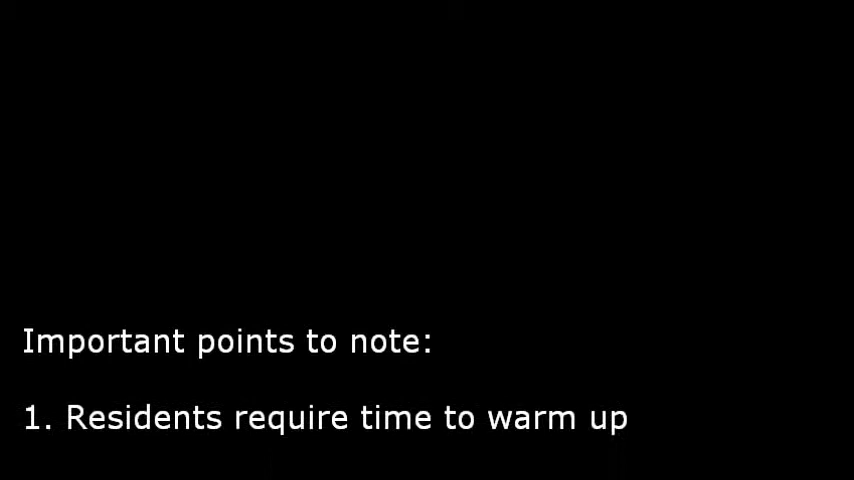 Important points to note:
1. Residents require time to warm up